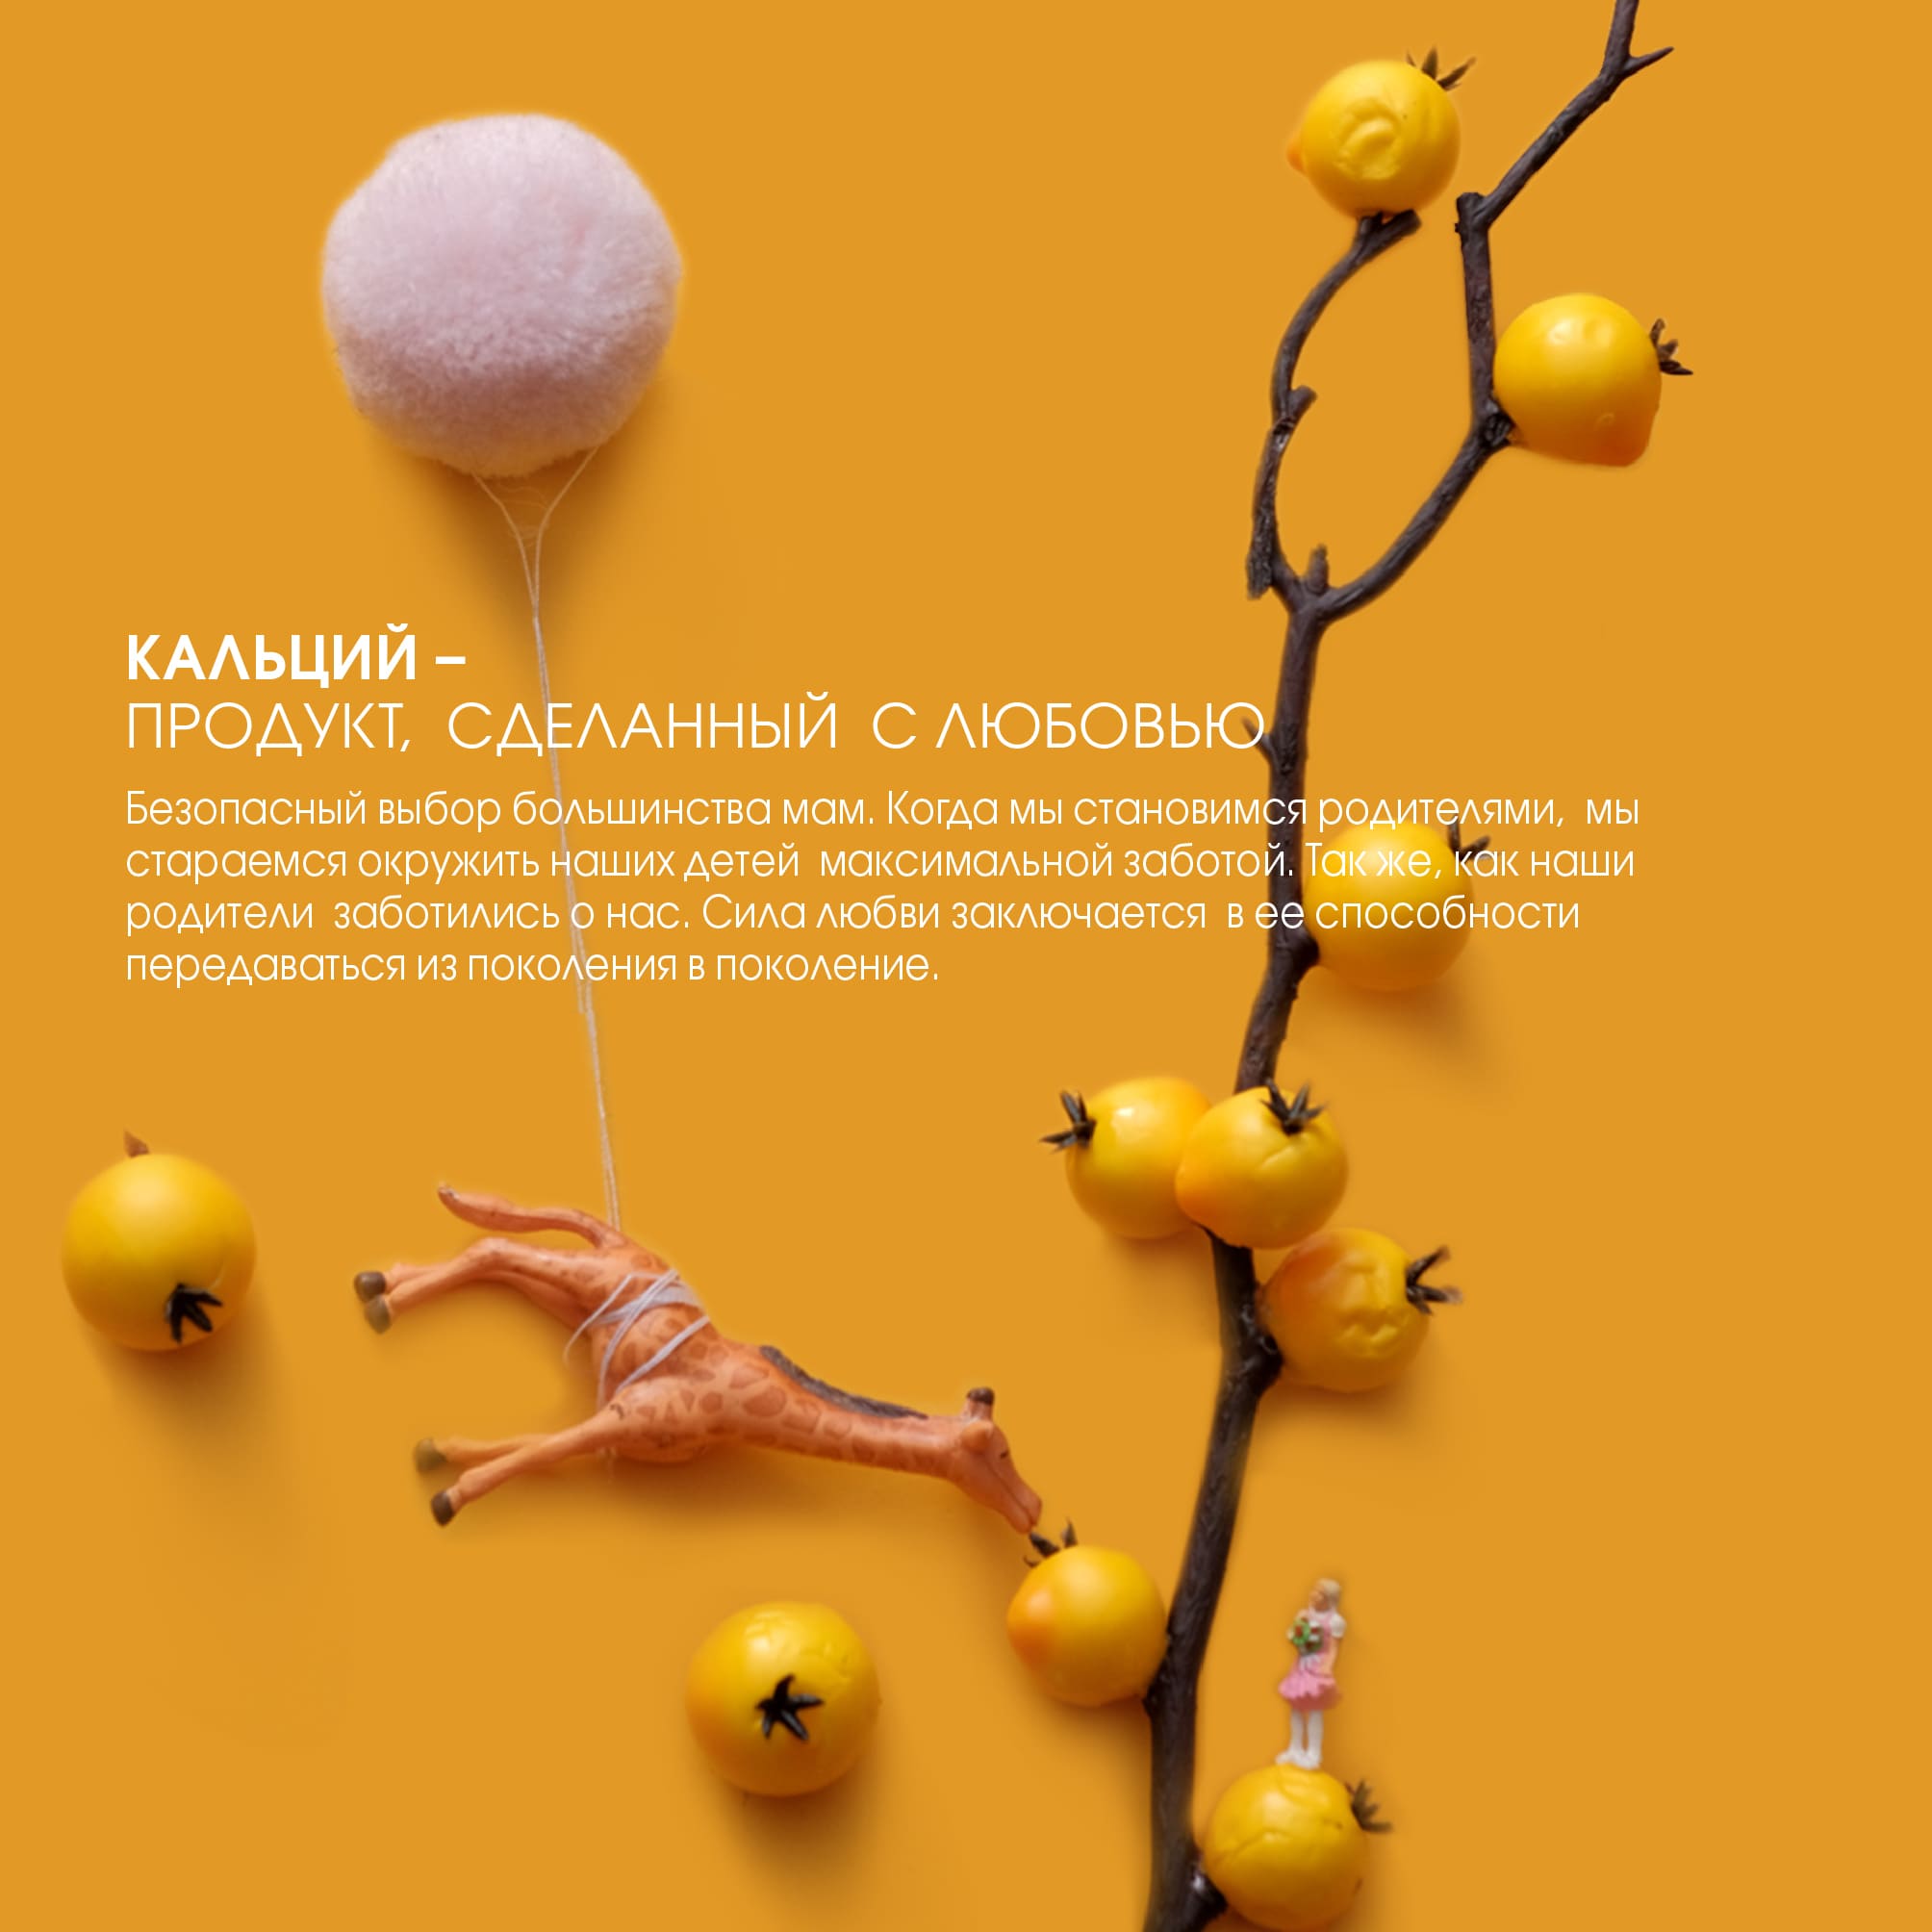 КАЛЬЦИЙ –
ПРОДУКТ, СДЕЛАННЫЙ С ЛЮБОВЬЮ
Безопасный выбор большинства мам. Когда мы становимся родителями, мы
стараемся окружить наших детей максимальной заботой. Так же, как наши
родители заботились о нас. Сила любви заключается в ее способности
передаваться из поколения в поколение.